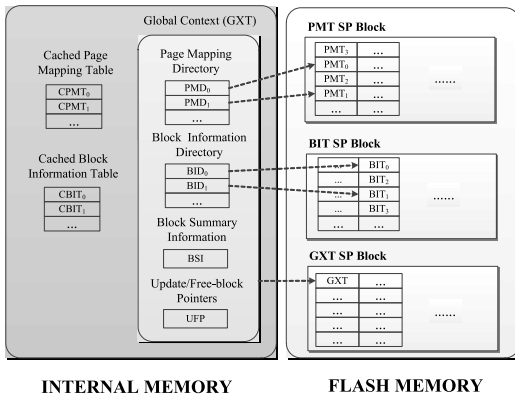 Global Context (GXT)
Cached Page
Mapping Table
CPMT0
CPMT1
...
Cached Block
Information Table
CBIT0
CBIT1
...
Page Mapping
Directory
PMD0
PMD1
...
Block Information
Directory
BID0
BID1
...
Block Summary
Information
BSI
Update/Free-block
Pointers
UFP
PMT SP Block
PMT3 ...
PMT0 ...
PMT2 ...
PMT1 ...
... ...
......
BIT SP Block
... BIT0
... BIT2
... BIT1
... BIT3
... ...
......
GXT SP Block
GXT ...
... ...
... ...
... ...
... ...
......
INTERNAL MEMORY
FLASH MEMORY